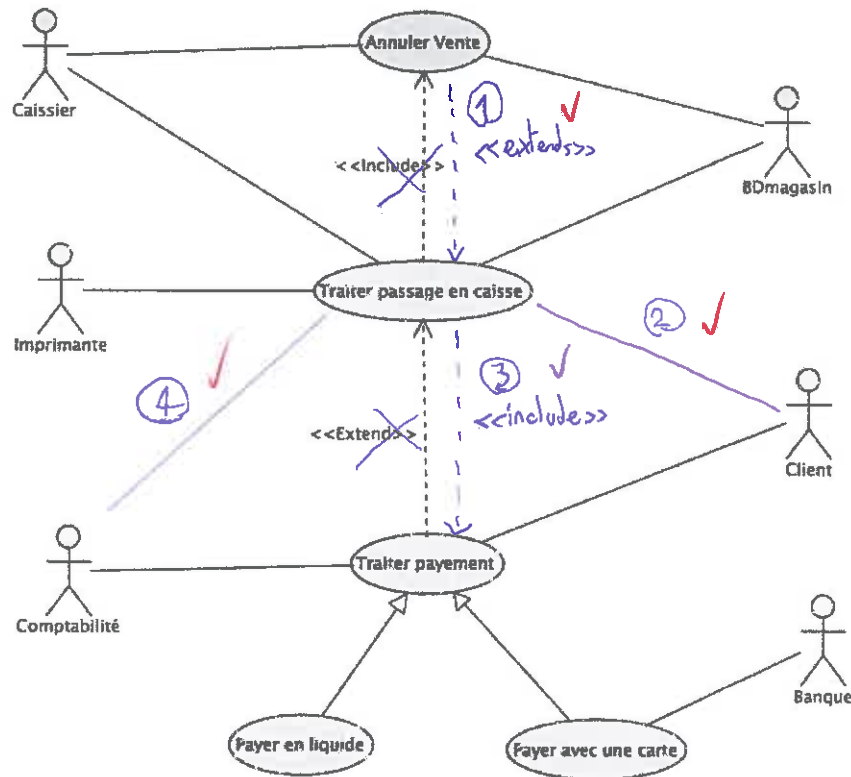 Annuler Vente
①
<<extends>>
Caissier
<<Include>>
BDmagasin
Traiter passage en caisse
Imprimante
②
④
③
<<include>>
<<Extend>>
Client
Traiter payement
Comptabilité
Banque
Payer en liquide
Payer avec une carte